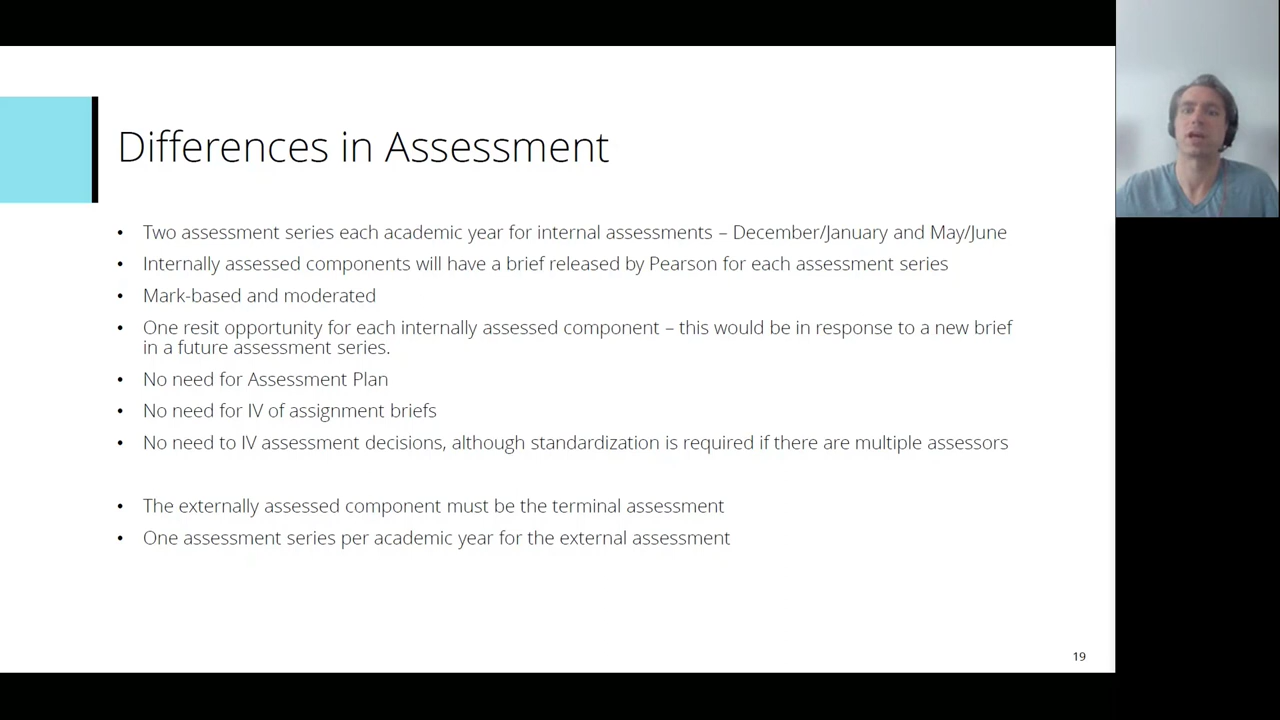 Differences in Assessment
• Two assessment series each academic year for internal assessments – December/January and May/June
• Internally assessed components will have a brief released by Pearson for each assessment series
• Mark-based and moderated
• One resit opportunity for each internally assessed component – this would be in response to a new brief
in a future assessment series.
• No need for Assessment Plan
• No need for IV of assignment briefs
• No need to IV assessment decisions, although standardization is required if there are multiple assessors
• The externally assessed component must be the terminal assessment
• One assessment series per academic year for the external assessment
19